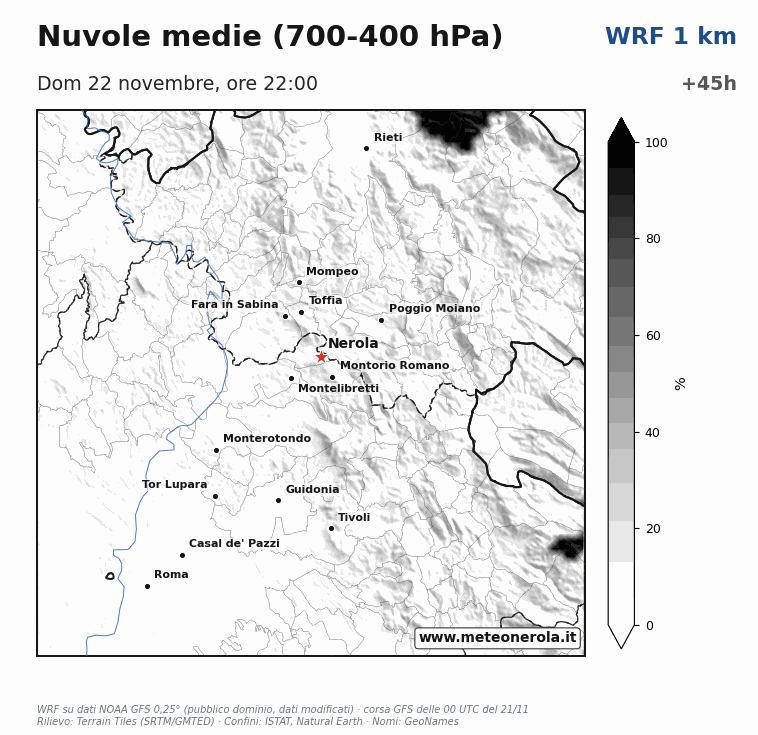 Nuvole medie (700-400 hPa)
WRF 1 km
Dom 22 novembre, ore 22:00
+45h
Rieti
Mompeo
Fara in Sabina
Toffia
Poggio Moiano
Nerola
Montorio Romano
Montelibretti
Monterotondo
Tor Lupara
Guidonia
Tivoli
Casal de' Pazzi
Roma
www.meteonerola.it
100
80
60
40
20
0
%
WRF su dati NOAA GFS 0,25° (pubblico dominio, dati modificati) · corsa GFS delle 00 UTC del 21/11
Rilievo: Terrain Tiles (SRTM/GMTED) · Confini: ISTAT, Natural Earth · Nomi: GeoNames